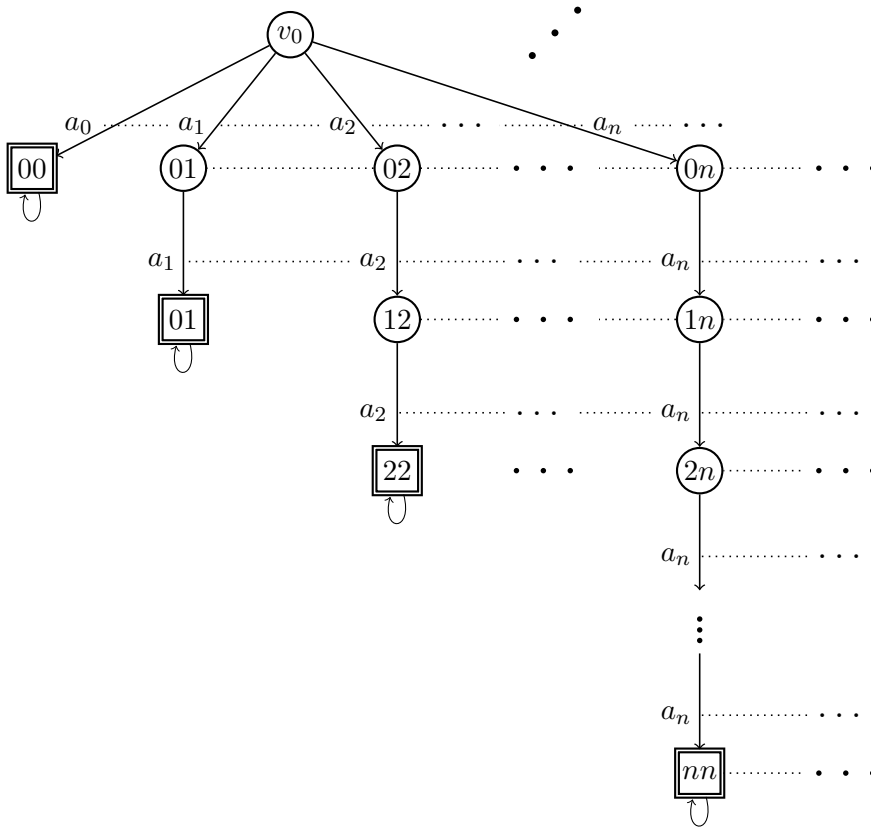 v₀
a₀ a₁ a₂ aₙ
00 01 02 0n
a₁ a₂ aₙ
01 12 1n
a₂ aₙ
22 2n
aₙ
aₙ
nn